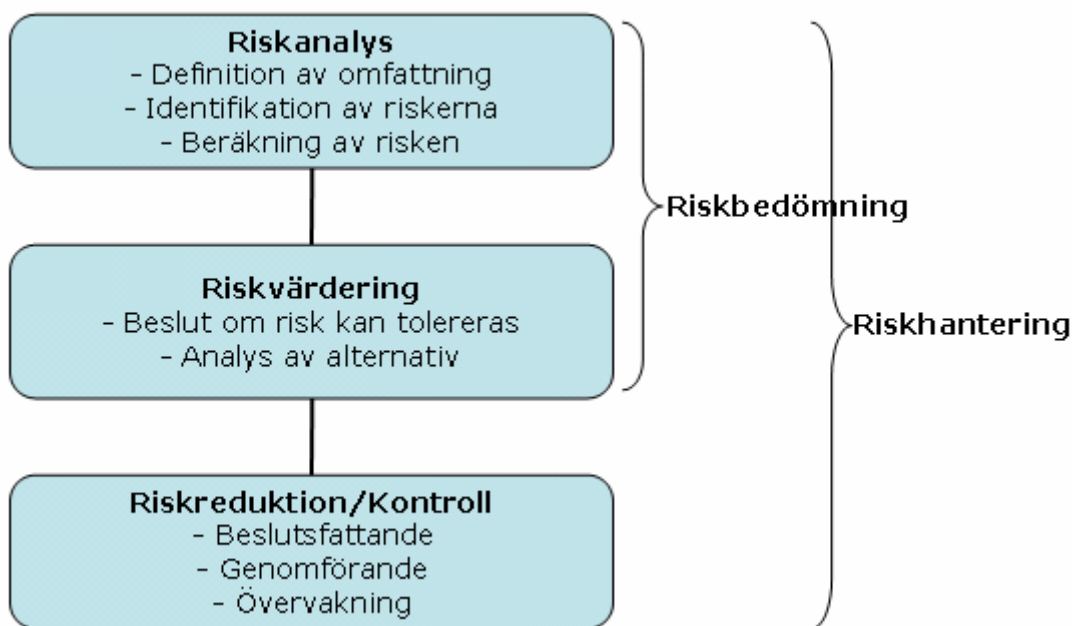 Riskanalys
- Definition av omfattning
- Identifikation av riskerna
- Beräkning av risken
Riskbedömning
Riskvärdering
- Beslut om risk kan tolereras
- Analys av alternativ
Riskhantering
Riskreduktion/Kontroll
- Beslutsfattande
- Genomförande
- Övervakning